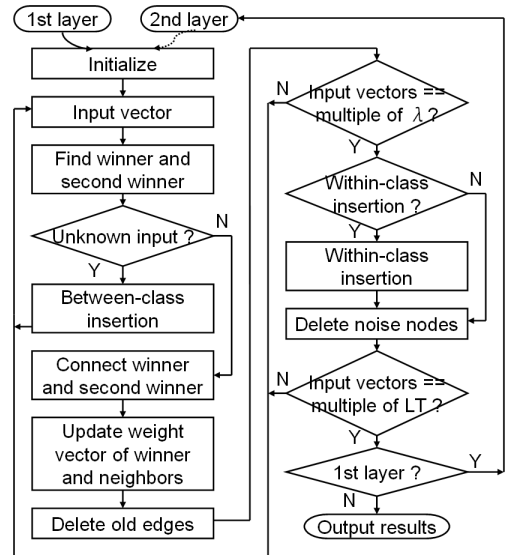 1st layer
2nd layer
Initialize
Input vector
Find winner and
second winner
Unknown input ?
N
Y
Between-class
insertion
Connect winner
and second winner
Update weight
vector of winner
and neighbors
Delete old edges
N
Input vectors ==
multiple of λ ?
Y
Within-class
insertion ?
N
Y
Within-class
insertion
Delete noise nodes
N
Input vectors ==
multiple of LT ?
Y
1st layer ?
Y
N
Output results